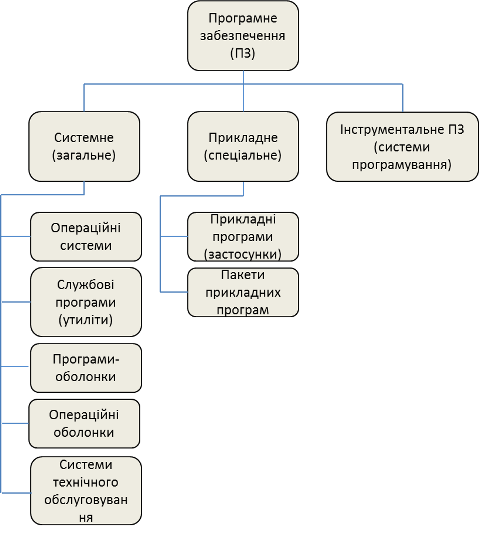 Програмне
забезпечення
(ПЗ)
Системне
(загальне)
Прикладне
(спеціальне)
Інструментальне ПЗ
(системи
програмування)
Операційні
системи
Службові
програми
(утиліти)
Програми-
оболонки
Операційні
оболонки
Системи
технічного
обслуговуван
ня
Прикладні
програми
(застосунки)
Пакети
прикладних
програм